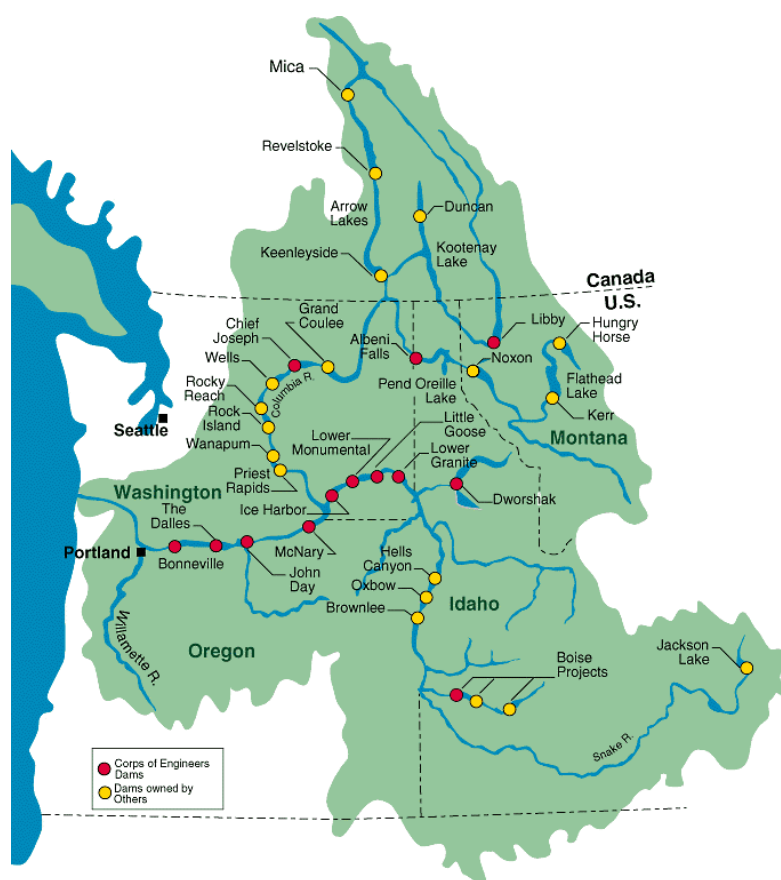 Mica
Revelstoke
Arrow
Lakes
Duncan
Kootenay
Lake
Keenleyside
Canada
U.S.
Grand
Coulee
Chief
Joseph
Albeni
Falls
Libby
Hungry
Horse
Wells
Noxon
Columbia R.
Pend Oreille
Lake
Flathead
Lake
Rocky
Reach
Rock
Island
Kerr
Seattle
Wanapum
Little
Goose
Lower
Monumental
Lower
Granite
Montana
Priest
Rapids
Washington
Ice Harbor
Dworshak
The
Dalles
Portland
Bonneville
McNary
John
Day
Hells
Canyon
Oxbow
Brownlee
Idaho
Willamette R.
Oregon
Boise
Projects
Jackson
Lake
Snake R.
Corps of Engineers
Dams
Dams owned by
Others